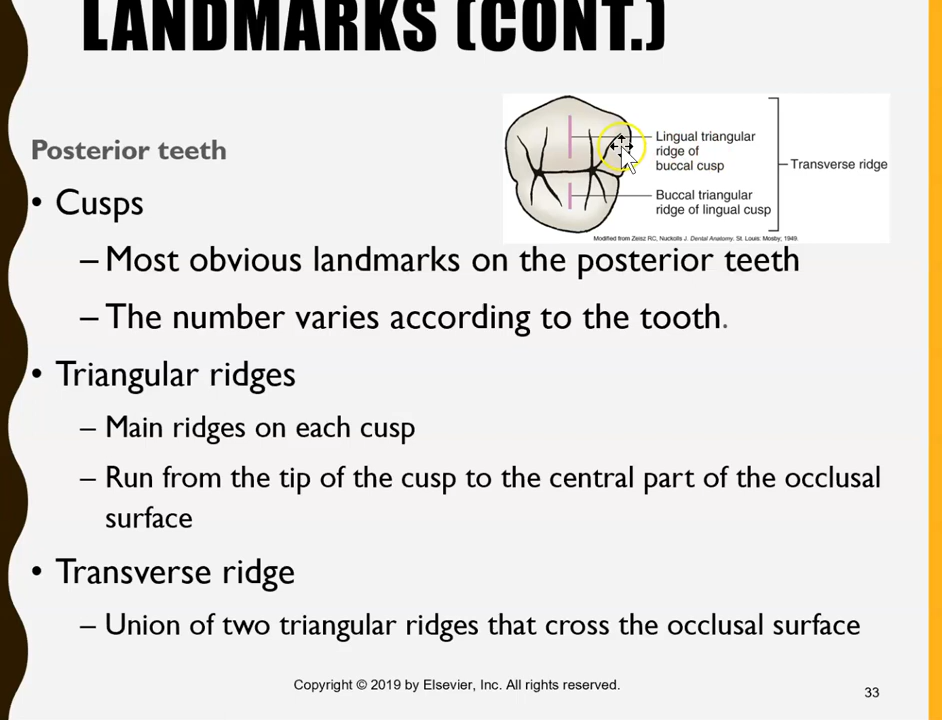 LANDMARKS (CONT.)
Posterior teeth
• Cusps
– Most obvious landmarks on the posterior teeth
– The number varies according to the tooth.
• Triangular ridges
– Main ridges on each cusp
– Run from the tip of the cusp to the central part of the occlusal
surface
• Transverse ridge
– Union of two triangular ridges that cross the occlusal surface
Lingual triangular
ridge of
buccal cusp
Transverse ridge
Buccal triangular
ridge of lingual cusp
Modified from Zeisz RC, Nuckolls J. Dental Anatomy. St. Louis: Mosby; 1949.
Copyright © 2019 by Elsevier, Inc. All rights reserved.
33